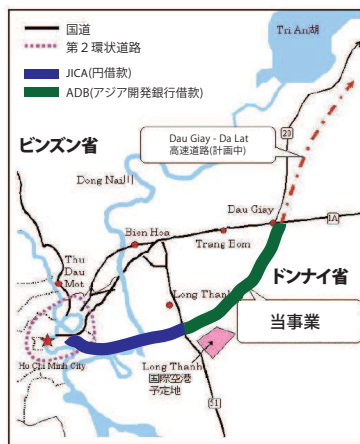 国道
第2環状道路
JICA(円借款)
ADB(アジア開発銀行借款)
Tri An湖
20
Dau Giay - Da Lat
高速道路(計画中)
ビンズン省
Dong Nai川
Dau Giay
1A
Bien Hoa
Trang Bom
Thu
Dau
Mot
ドンナイ省
Long Thanh
当事業
Ho Chi Minh City
Long Thanh
国際空港
予定地
51